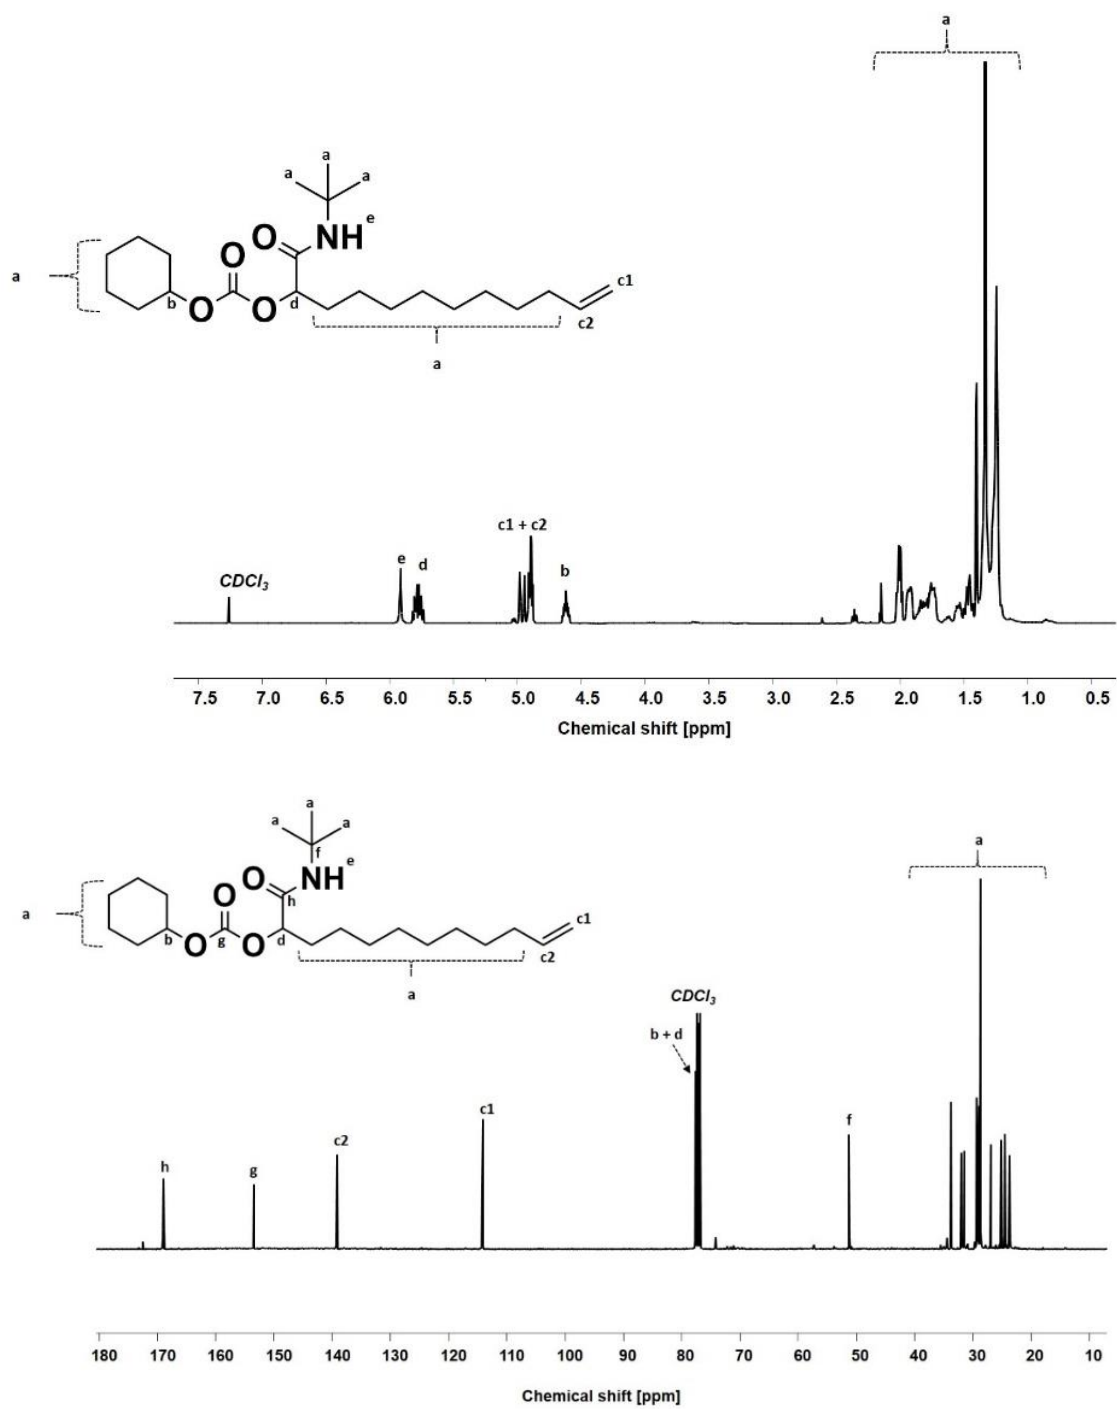 a
a
a
a
e
O
NH
O
a
c1
b
O
O
d
c2
a
c1 + c2
e
d
b
CDCl3
7.5 7.0 6.5 6.0 5.5 5.0 4.5 4.0 3.5 3.0 2.5 2.0 1.5 1.0 0.5
Chemical shift [ppm]
a
a
a
a
f
e
O
NH
h
O
a
c1
b
O
g
O
d
c2
a
CDCl3
b + d
c1
f
c2
h
g
180 170 160 150 140 130 120 110 100 90 80 70 60 50 40 30 20 10
Chemical shift [ppm]